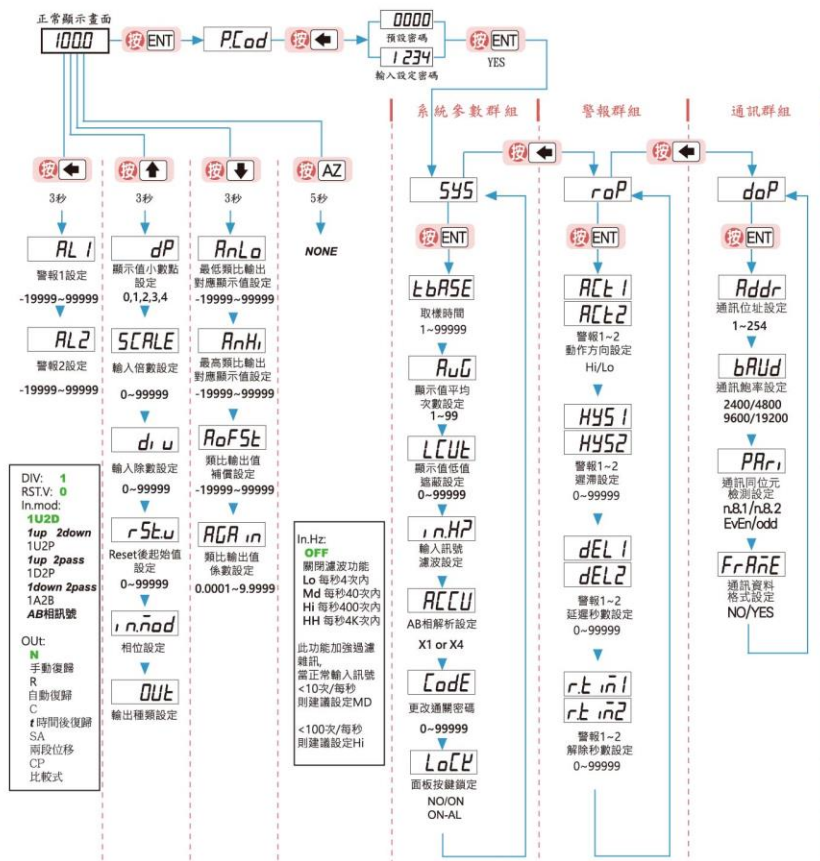 正常顯示畫面
1000
按 ENT
P.Cod
按
0000
預設密碼
1234
輸入設定密碼
按 ENT
YES
系統參數群組
警報群組
通訊群組
按
3秒
AL1
警報1設定
-19999~99999
AL2
警報2設定
-19999~99999
按
3秒
dP
顯示值小數點
設定
0,1,2,3,4
SCALE
輸入倍數設定
0~99999
div
輸入除數設定
0~99999
rSt.v
Reset後起始值
設定
0~99999
in.mod
相位設定
OUt
輸出種類設定
按
3秒
AnLo
最低類比輸出
對應顯示值設定
-19999~99999
AnHi
最高類比輸出
對應顯示值設定
-19999~99999
AoFSt
類比輸出值
補償設定
-19999~99999
AGAin
類比輸出值
係數設定
0.0001~9.9999
按 AZ
5秒
NONE
DIV: 1
RST.V: 0
In.mod:
1U2D
1up 2down
1U2P
1up 2pass
1D2P
1down 2pass
1A2B
AB相訊號
OUt:
N
手動復歸
R
自動復歸
C
t時間後復歸
SA
兩段位移
CP
比較式
In.Hz:
OFF
關閉濾波功能
Lo 每秒4次內
Md 每秒40次內
Hi 每秒400次內
HH 每秒4K次內
此功能加強過濾
雜訊,
當正常輸入訊號
<10次/每秒
則建議設定MD
<100次/每秒
則建議設定Hi
按
SYS
按 ENT
tbASE
取樣時間
1~99999
AvG
顯示值平均
次數設定
1~99
LCUt
顯示值低值
遮蔽設定
0~99999
in.HZ
輸入訊號
濾波設定
ACCU
AB相解析設定
X1 or X4
CodE
更改通關密碼
0~99999
LoCK
面板按鍵鎖定
NO/ON
ON-AL
按
roP
按 ENT
ACt1
ACt2
警報1~2
動作方向設定
Hi/Lo
HYS1
HYS2
警報1~2
遲滯設定
0~99999
dEL1
dEL2
警報1~2
延遲秒數設定
0~99999
r.tim1
r.tim2
警報1~2
解除秒數設定
0~99999
doP
按 ENT
Addr
通訊位址設定
1~254
bAUd
通訊鮑率設定
2400/4800
9600/19200
PAri
通訊同位元
檢測設定
n.8.1/n.8.2
EvEn/odd
FrAmE
通訊資料
格式設定
NO/YES